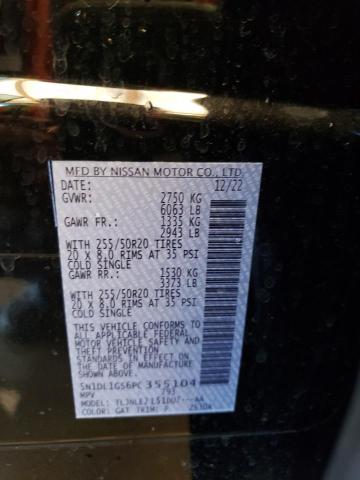 MFD BY NISSAN MOTOR CO., LTD.
DATE: 12/22
GVWR: 2750 KG
6063 LB
GAWR FR.: 1335 KG
2943 LB
WITH 255/50R20 TIRES
20 X 8.0 RIMS AT 35 PSI
COLD SINGLE
GAWR RR.: 1530 KG
3373 LB
WITH 255/50R20 TIRES
20 X 8.0 RIMS AT 35 PSI
COLD SINGLE
THIS VEHICLE CONFORMS TO
ALL APPLICABLE FEDERAL
MOTOR VEHICLE SAFETY AND
THEFT PREVENTION
STANDARDS IN EFFECT ON
THE DATE OF MANUFACTURE
SHOWN ABOVE
5N1DL1GS6PC355104
MPV
MODEL:
COLOR: GAT TRIM: P